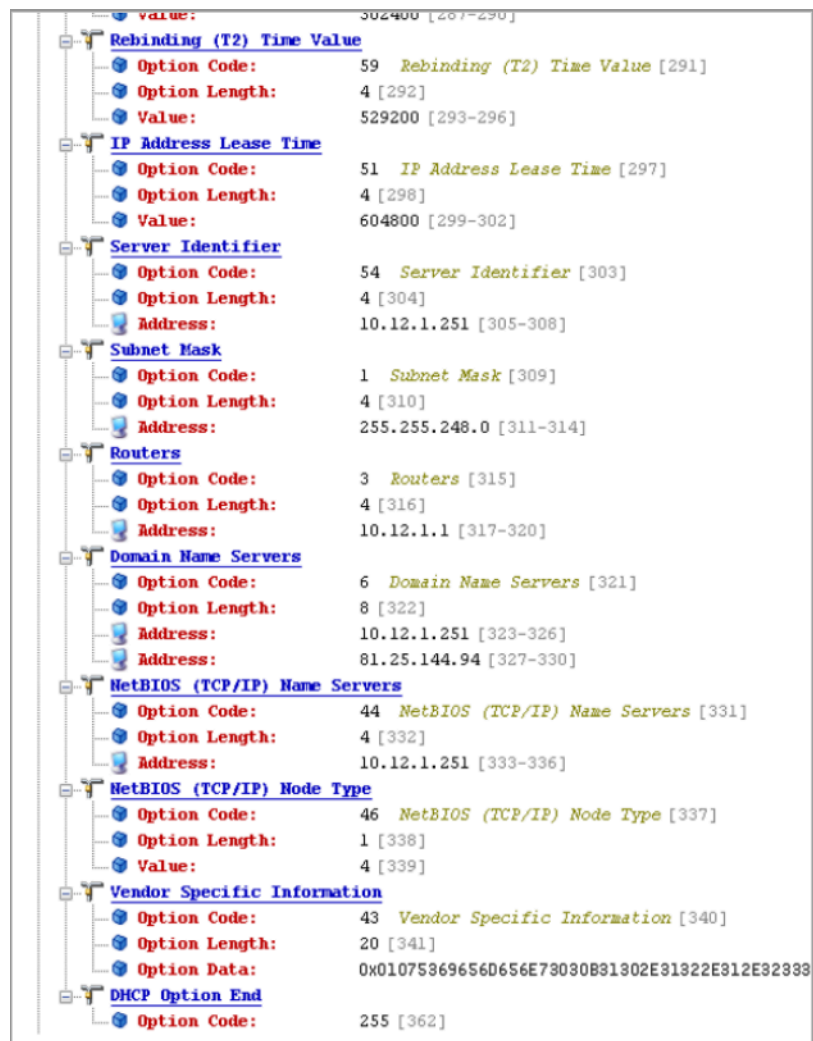 Value: 302400 [287-290]
Rebinding (T2) Time Value
Option Code: 59 Rebinding (T2) Time Value [291]
Option Length: 4 [292]
Value: 529200 [293-296]
IP Address Lease Time
Option Code: 51 IP Address Lease Time [297]
Option Length: 4 [298]
Value: 604800 [299-302]
Server Identifier
Option Code: 54 Server Identifier [303]
Option Length: 4 [304]
Address: 10.12.1.251 [305-308]
Subnet Mask
Option Code: 1 Subnet Mask [309]
Option Length: 4 [310]
Address: 255.255.248.0 [311-314]
Routers
Option Code: 3 Routers [315]
Option Length: 4 [316]
Address: 10.12.1.1 [317-320]
Domain Name Servers
Option Code: 6 Domain Name Servers [321]
Option Length: 8 [322]
Address: 10.12.1.251 [323-326]
Address: 81.25.144.94 [327-330]
NetBIOS (TCP/IP) Name Servers
Option Code: 44 NetBIOS (TCP/IP) Name Servers [331]
Option Length: 4 [332]
Address: 10.12.1.251 [333-336]
NetBIOS (TCP/IP) Node Type
Option Code: 46 NetBIOS (TCP/IP) Node Type [337]
Option Length: 1 [338]
Value: 4 [339]
Vendor Specific Information
Option Code: 43 Vendor Specific Information [340]
Option Length: 20 [341]
Option Data: 0x01075369656D656E73030B31302E31322E312E32333
DHCP Option End
Option Code: 255 [362]